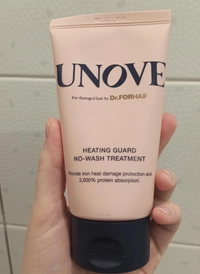 UNOVE
For damaged hair by Dr.FORHAIR
HEATING GUARD
NO-WASH TREATMENT
Provide iron heat damage protection and
3,000% protein absorption.